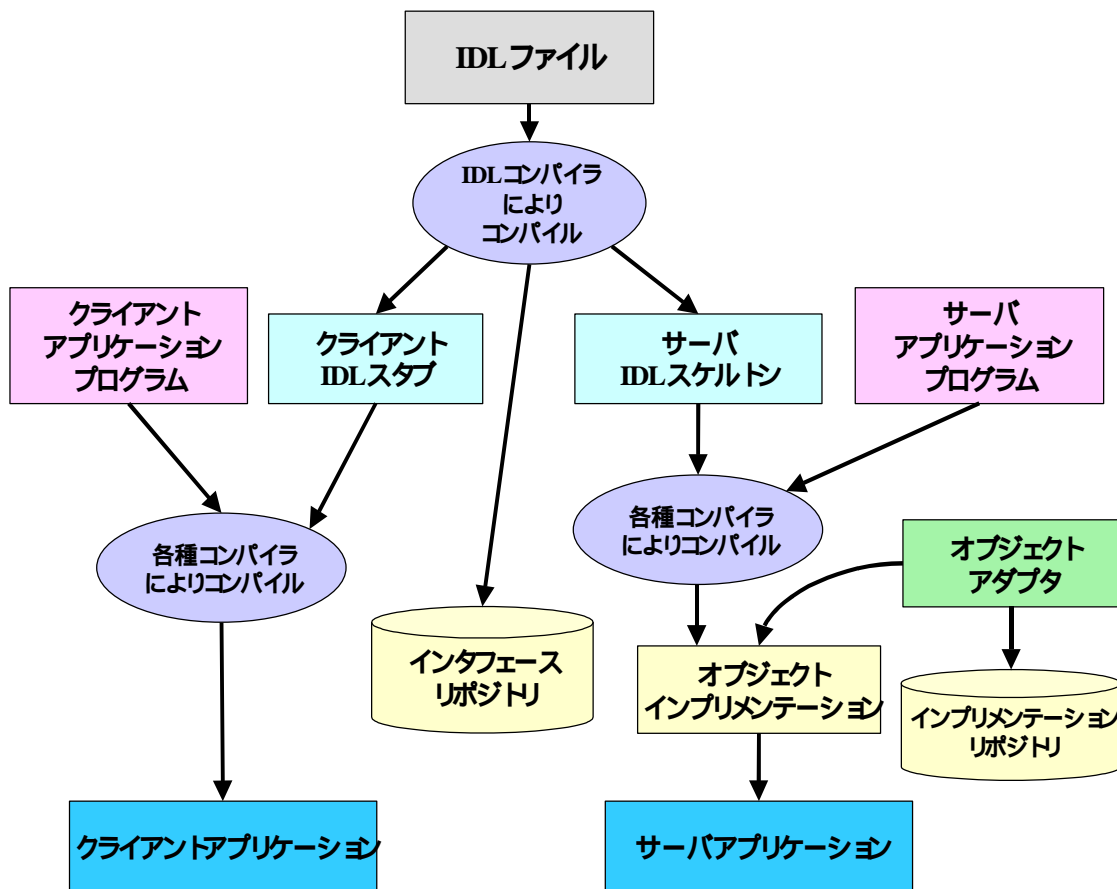 IDLファイル
IDLコンパイラ
により
コンパイル
クライアント
アプリケーション
プログラム
クライアント
IDLスタブ
サーバ
IDLスケルトン
サーバ
アプリケーション
プログラム
各種コンパイラ
によりコンパイル
各種コンパイラ
によりコンパイル
オブジェクト
アダプタ
インタフェース
リポジトリ
オブジェクト
インプリメンテーション
インプリメンテーション
リポジトリ
クライアントアプリケーション
サーバアプリケーション